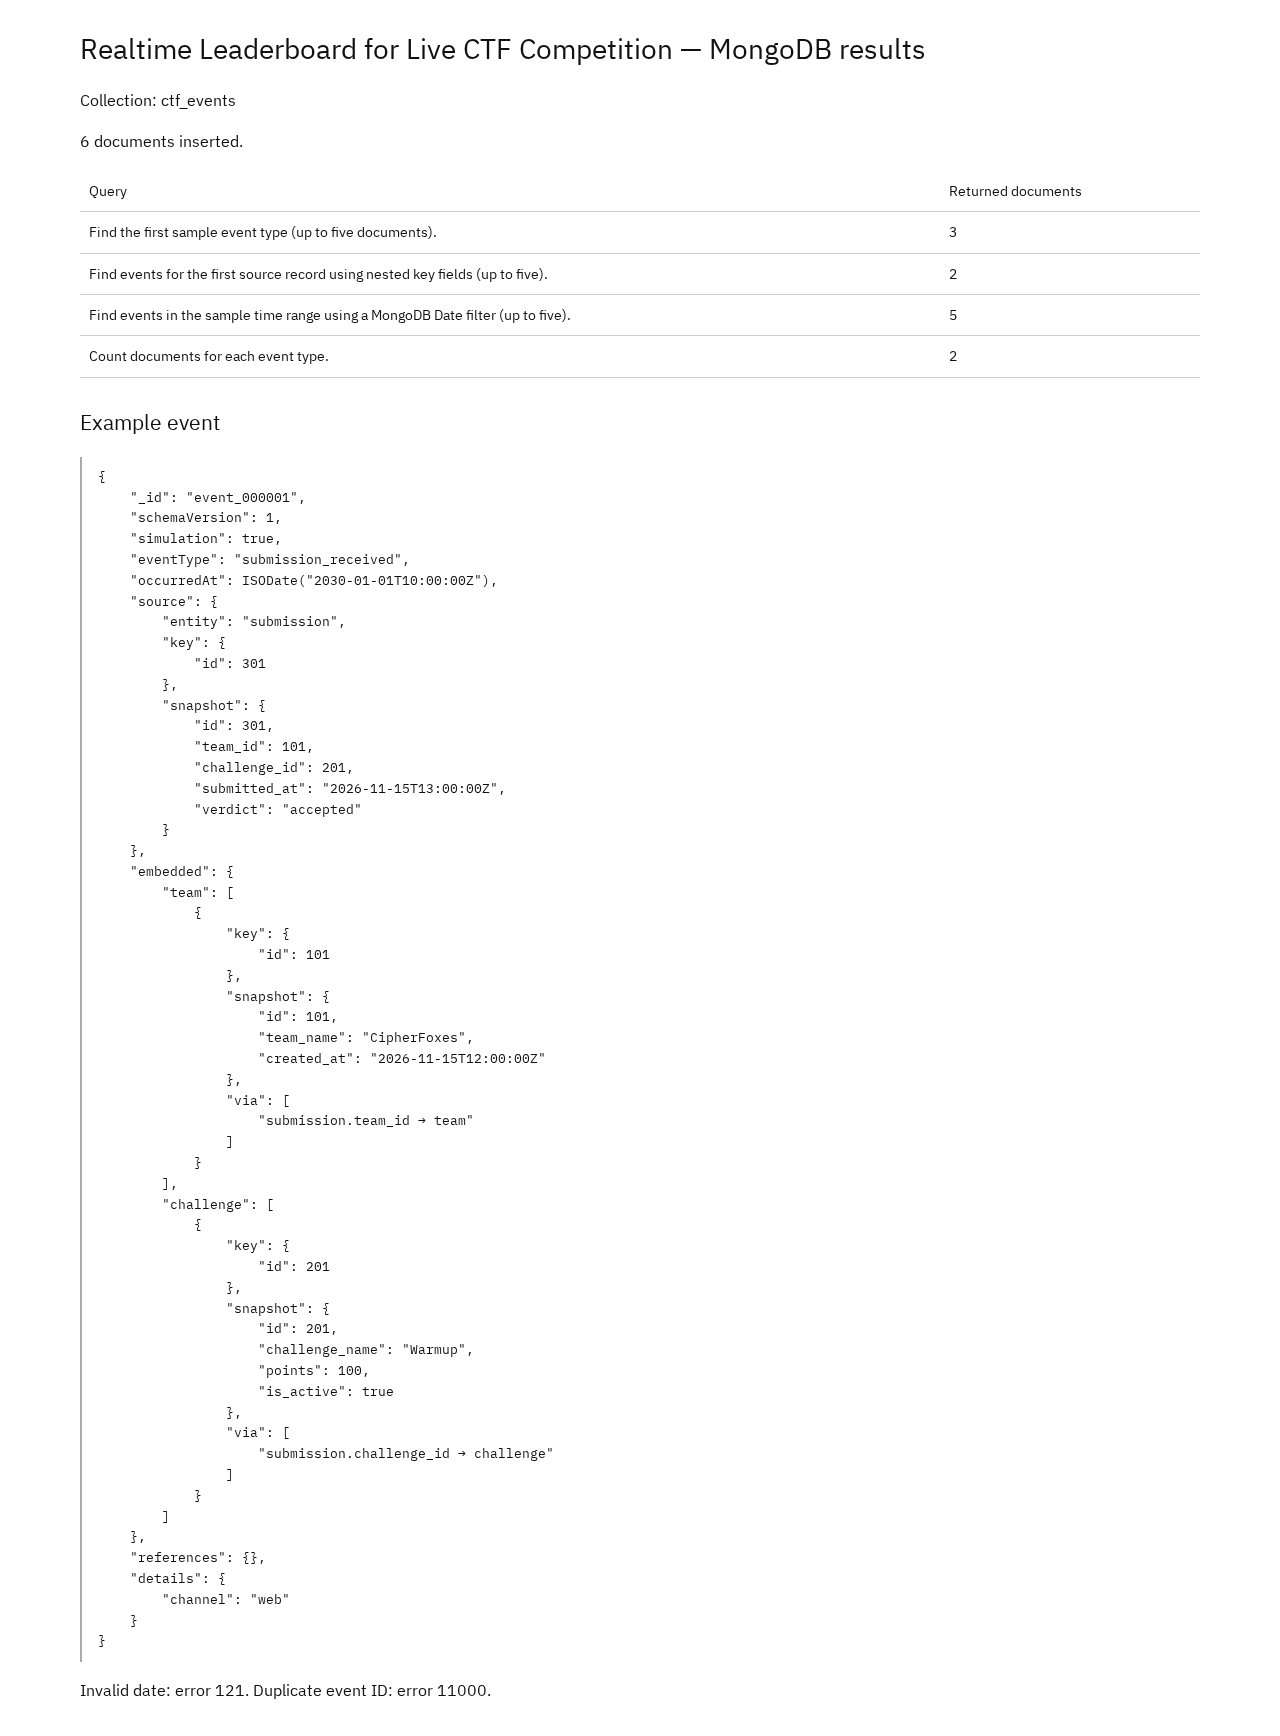 Realtime Leaderboard for Live CTF Competition — MongoDB results
Collection: ctf_events
6 documents inserted.
Query Returned documents
Find the first sample event type (up to five documents). 3
Find events for the first source record using nested key fields (up to five). 2
Find events in the sample time range using a MongoDB Date filter (up to five). 5
Count documents for each event type. 2
Example event
{
    "_id": "event_000001",
    "schemaVersion": 1,
    "simulation": true,
    "eventType": "submission_received",
    "occurredAt": ISODate("2030-01-01T10:00:00Z"),
    "source": {
        "entity": "submission",
        "key": {
            "id": 301
        },
        "snapshot": {
            "id": 301,
            "team_id": 101,
            "challenge_id": 201,
            "submitted_at": "2026-11-15T13:00:00Z",
            "verdict": "accepted"
        }
    },
    "embedded": {
        "team": [
            {
                "key": {
                    "id": 101
                },
                "snapshot": {
                    "id": 101,
                    "team_name": "CipherFoxes",
                    "created_at": "2026-11-15T12:00:00Z"
                },
                "via": [
                    "submission.team_id → team"
                ]
            }
        ],
        "challenge": [
            {
                "key": {
                    "id": 201
                },
                "snapshot": {
                    "id": 201,
                    "challenge_name": "Warmup",
                    "points": 100,
                    "is_active": true
                },
                "via": [
                    "submission.challenge_id → challenge"
                ]
            }
        ]
    },
    "references": {},
    "details": {
        "channel": "web"
    }
}
Invalid date: error 121. Duplicate event ID: error 11000.